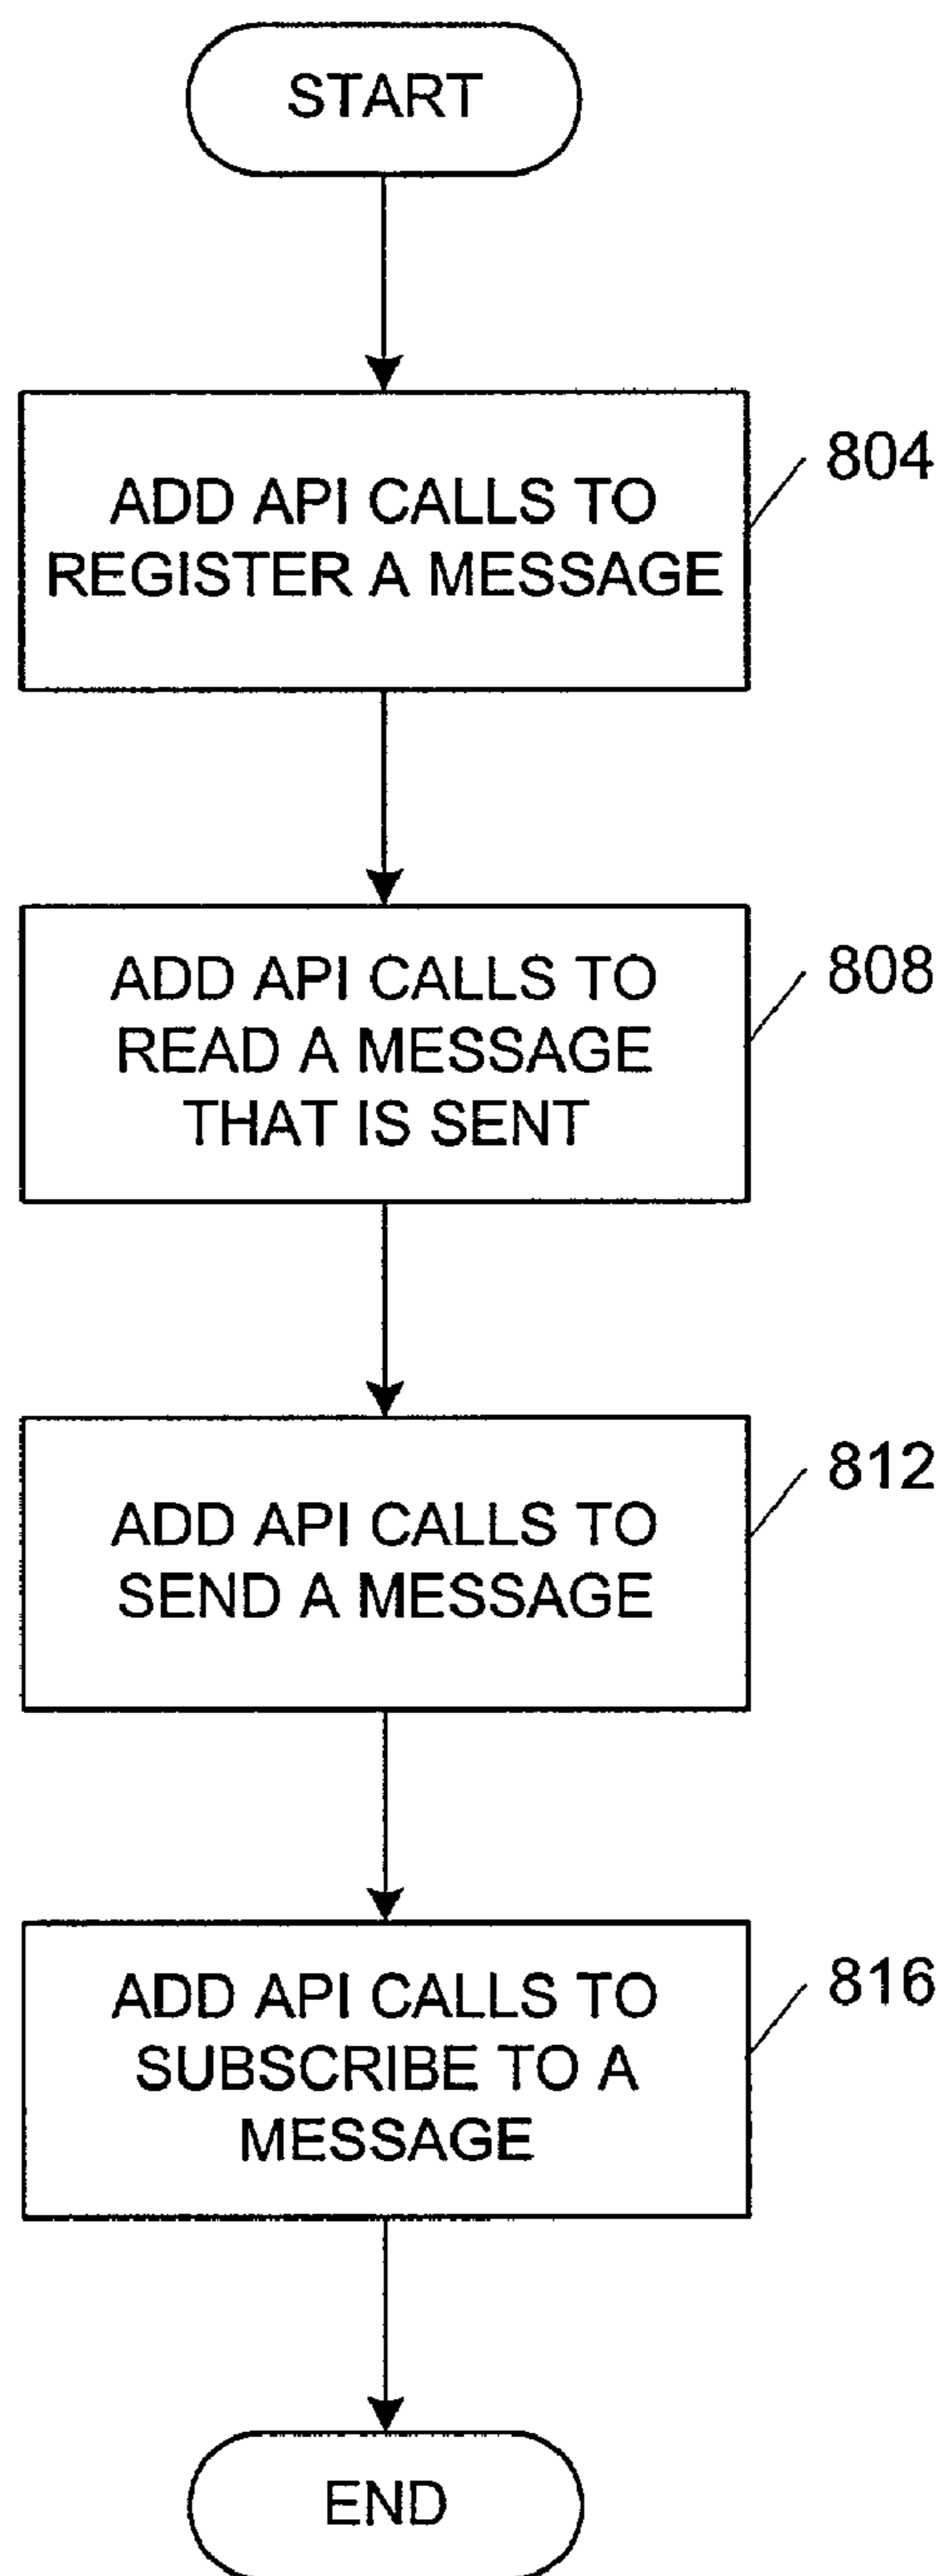 START
ADD API CALLS TO
REGISTER A MESSAGE
804
ADD API CALLS TO
READ A MESSAGE
THAT IS SENT
808
ADD API CALLS TO
SEND A MESSAGE
812
ADD API CALLS TO
SUBSCRIBE TO A
MESSAGE
816
END